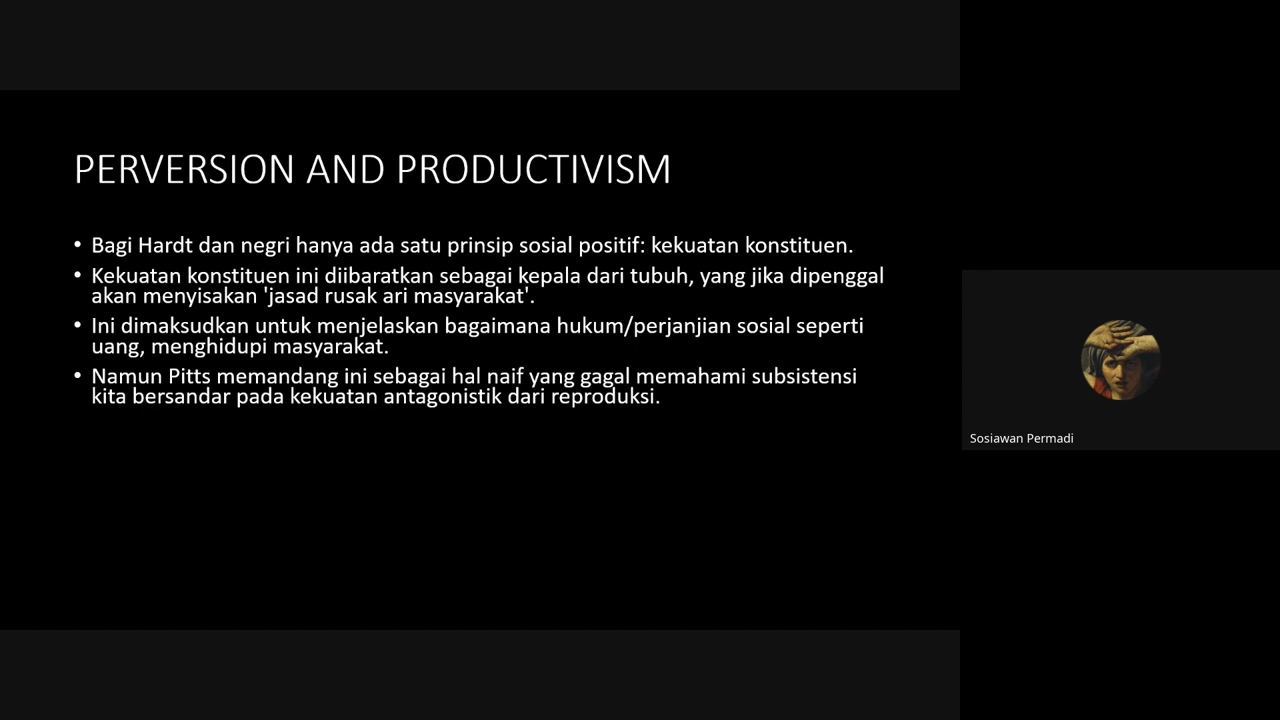 PERVERSION AND PRODUCTIVISM
• Bagi Hardt dan negri hanya ada satu prinsip sosial positif: kekuatan konstituen.
• Kekuatan konstituen ini diibaratkan sebagai kepala dari tubuh, yang jika dipenggal
akan menyisakan 'jasad rusak ari masyarakat'.
• Ini dimaksudkan untuk menjelaskan bagaimana hukum/perjanjian sosial seperti
uang, menghidupi masyarakat.
• Namun Pitts memandang ini sebagai hal naif yang gagal memahami subsistensi
kita bersandar pada kekuatan antagonistik dari reproduksi.
Sosiawan Permadi